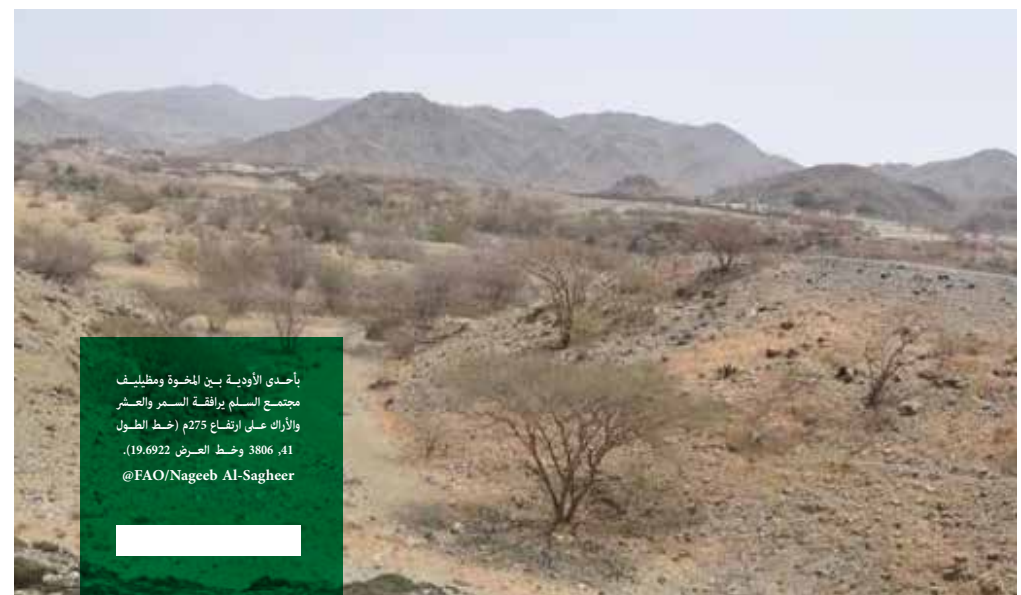 بأحدى الأودية بين المخوة ومظيليف
مجتمع السلم يرافقة السمر والعشر
والأراك على ارتفاع 275م (خط الطول
41, 3806 وخط العرض 19.6922).
@FAO/Nageeb Al-Sagheer